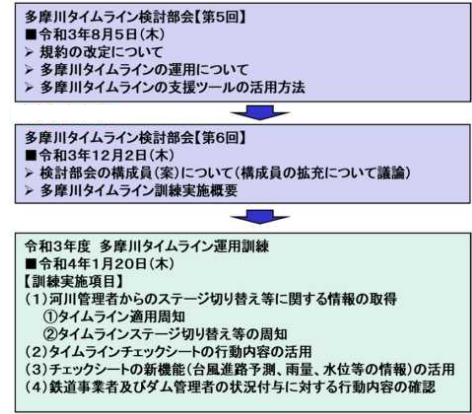 多摩川タイムライン検討部会【第5回】
■令和3年8月5日(木)
➢ 規約の改定について
➢ 多摩川タイムラインの運用について
➢ 多摩川タイムラインの支援ツールの活用方法
多摩川タイムライン検討部会【第6回】
■令和3年12月2日(木)
➢ 検討部会の構成員(案)について(構成員の拡充について議論)
➢ 多摩川タイムライン訓練実施概要
令和3年度 多摩川タイムライン運用訓練
■令和4年1月20日(木)
【訓練実施項目】
(1)河川管理者からのステージ切り替え等に関する情報の取得
①タイムライン適用周知
②タイムラインステージ切り替え等の周知
(2)タイムラインチェックシートの行動内容の活用
(3)チェックシートの新機能(台風進路予測、雨量、水位等の情報)の活用
(4)鉄道事業者及びダム管理者の状況付与に対する行動内容の確認